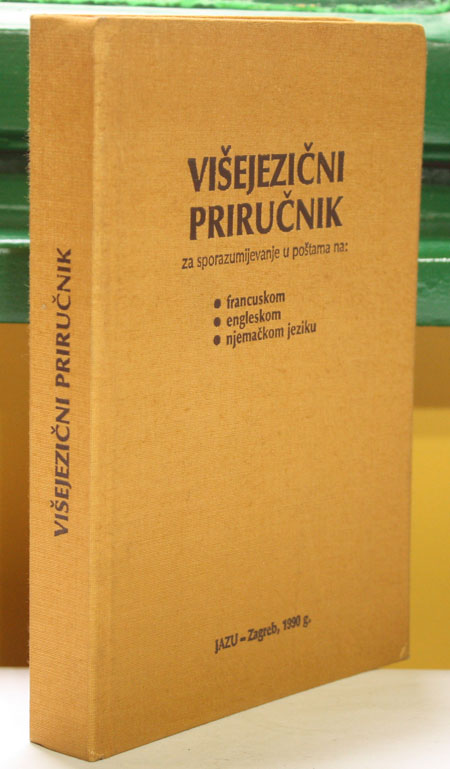 VIŠEJEZIČNI
PRIRUČNIK
za sporazumijevanje u poštama na:
• francuskom
• engleskom
• njemačkom jeziku
JAZU – Zagreb, 1990 g.
VIŠEJEZIČNI PRIRUČNIK